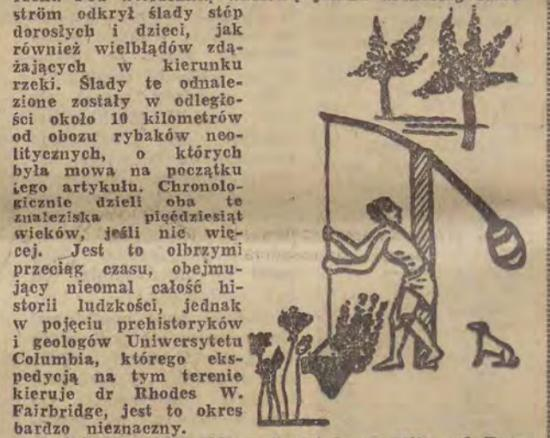 ström odkrył ślady stóp
dorosłych i dzieci, jak
również wielbłądów zdą-
żających w kierunku
rzeki. Ślady te odnale-
zione zostały w odległo-
ści około 10 kilometrów
od obozu rybaków neo-
litycznych, o których
była mowa na początku
tego artykułu. Chronolo-
gicznie dzieli oba te
znaleziska pięćdziesiąt
wieków, jeśli nie wię-
cej. Jest to olbrzymi
przeciąg czasu, obejmu-
jący nieomal całość hi-
storii ludzkości, jednak
w pojęciu prehistoryków
i geologów Uniwersytetu
Columbia, którego eks-
pedycją na tym terenie
kieruje dr Rhodes W.
Fairbridge, jest to okres
bardzo nieznaczny.